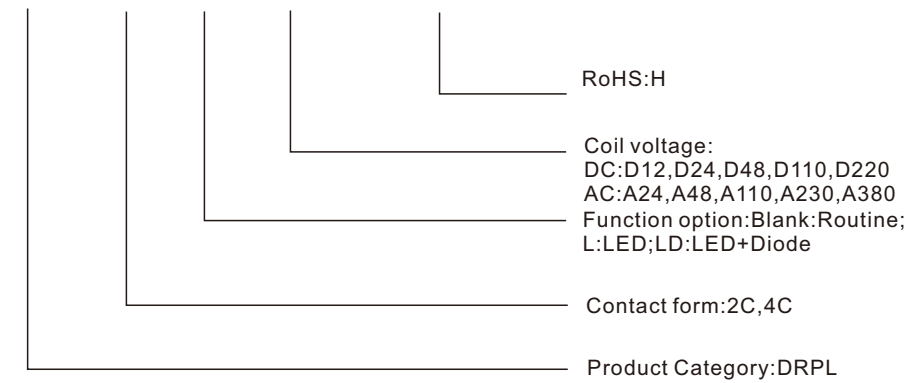 RoHS:H
Coil voltage:
DC:D12,D24,D48,D110,D220
AC:A24,A48,A110,A230,A380
Function option:Blank:Routine;
L:LED;LD:LED+Diode
Contact form:2C,4C
Product Category:DRPL